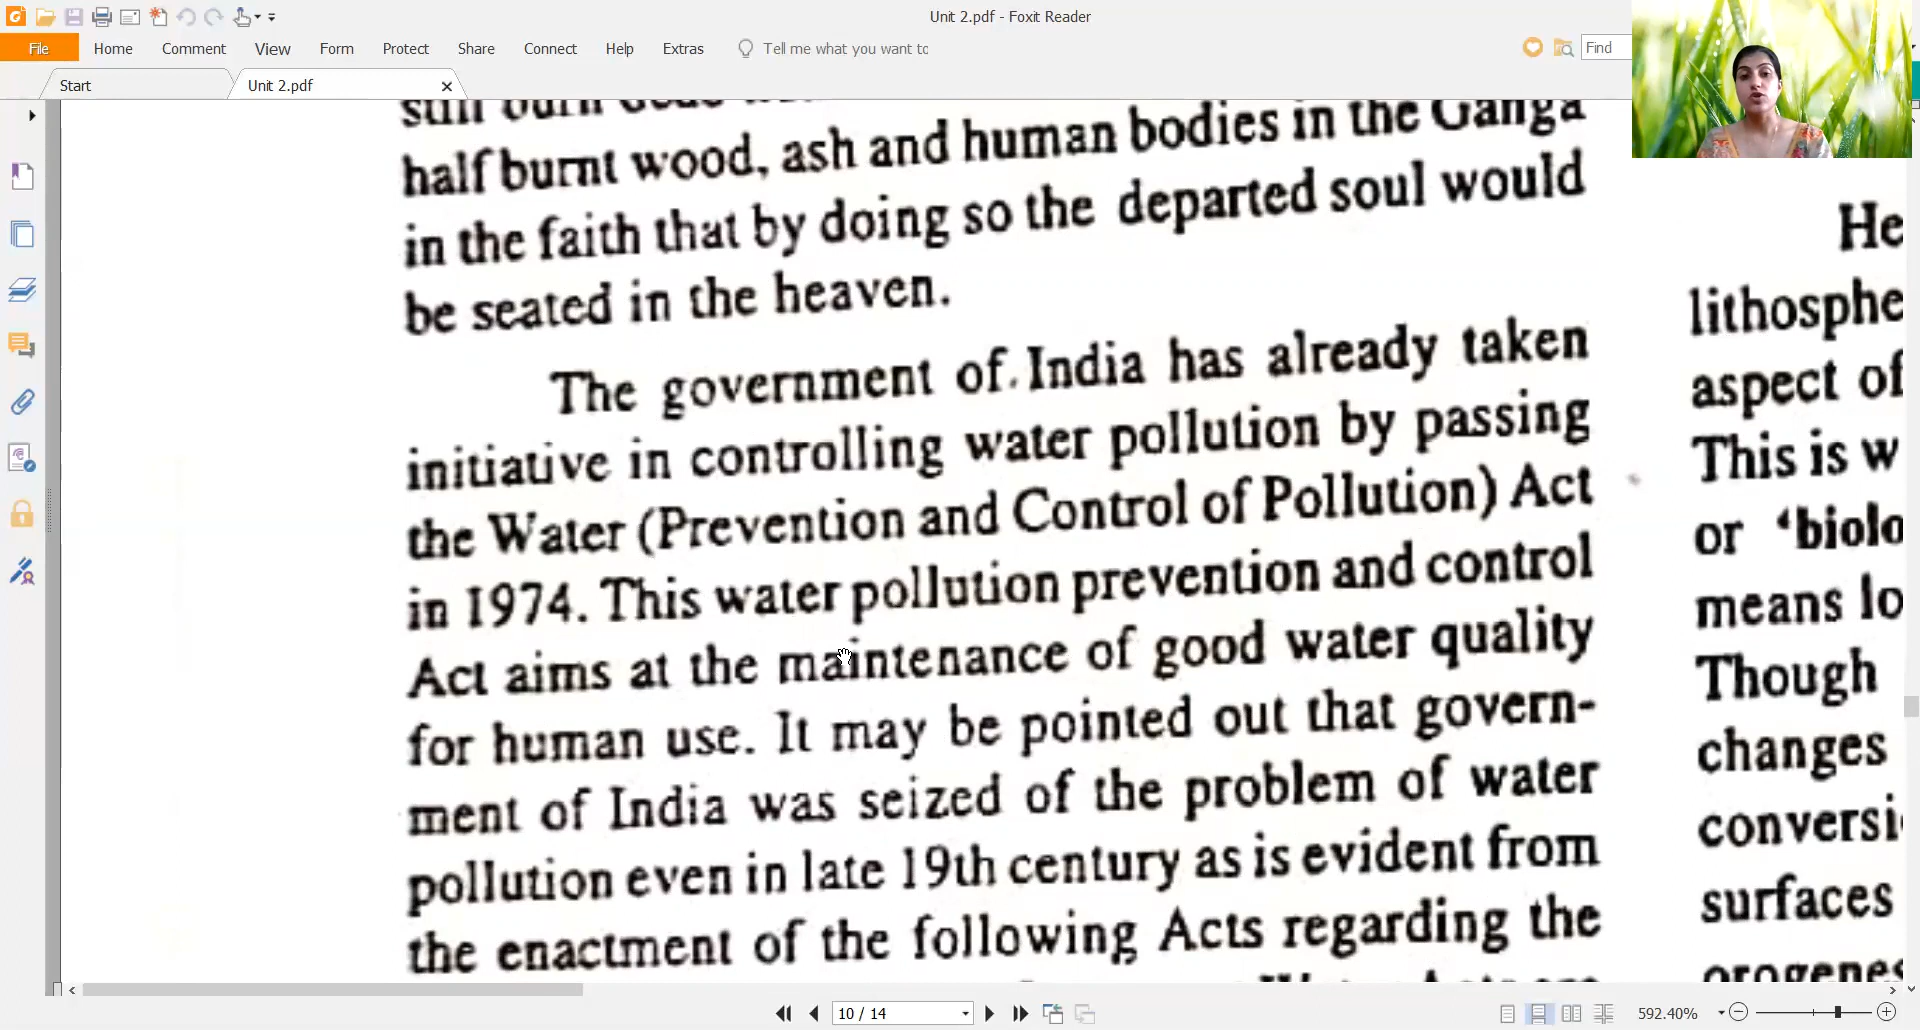 Unit 2.pdf - Foxit Reader
File Home Comment View Form Protect Share Connect Help Extras Tell me what you want to Find
Start Unit 2.pdf
half burnt wood, ash and human bodies in the Ganga
in the faith that by doing so the departed soul would
be seated in the heaven.
The government of India has already taken
initiative in controlling water pollution by passing
the Water (Prevention and Control of Pollution) Act
in 1974. This water pollution prevention and control
Act aims at the maintenance of good water quality
for human use. It may be pointed out that govern-
ment of India was seized of the problem of water
pollution even in late 19th century as is evident from
the enactment of the following Acts regarding the
He
lithosphe
aspect of
This is w
or ‘biolo
means lo
Though
changes
conversi
surfaces
orogenes
10 / 14
592.40%